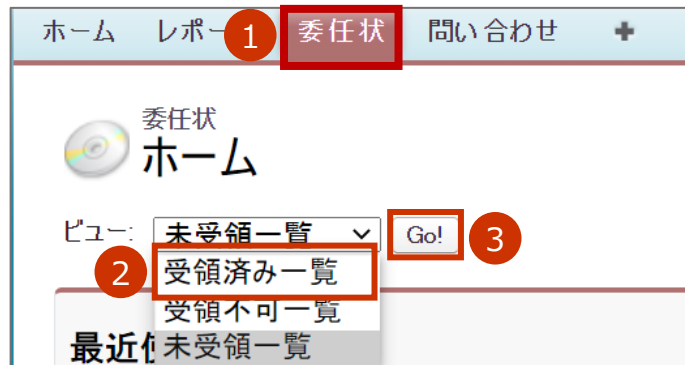 ホーム レポー 1 委任状 問い合わせ +
委任状
ホーム
ビュー: 未受領一覧 Go! 3
2 受領済み一覧
受領不可一覧
最近 未受領一覧